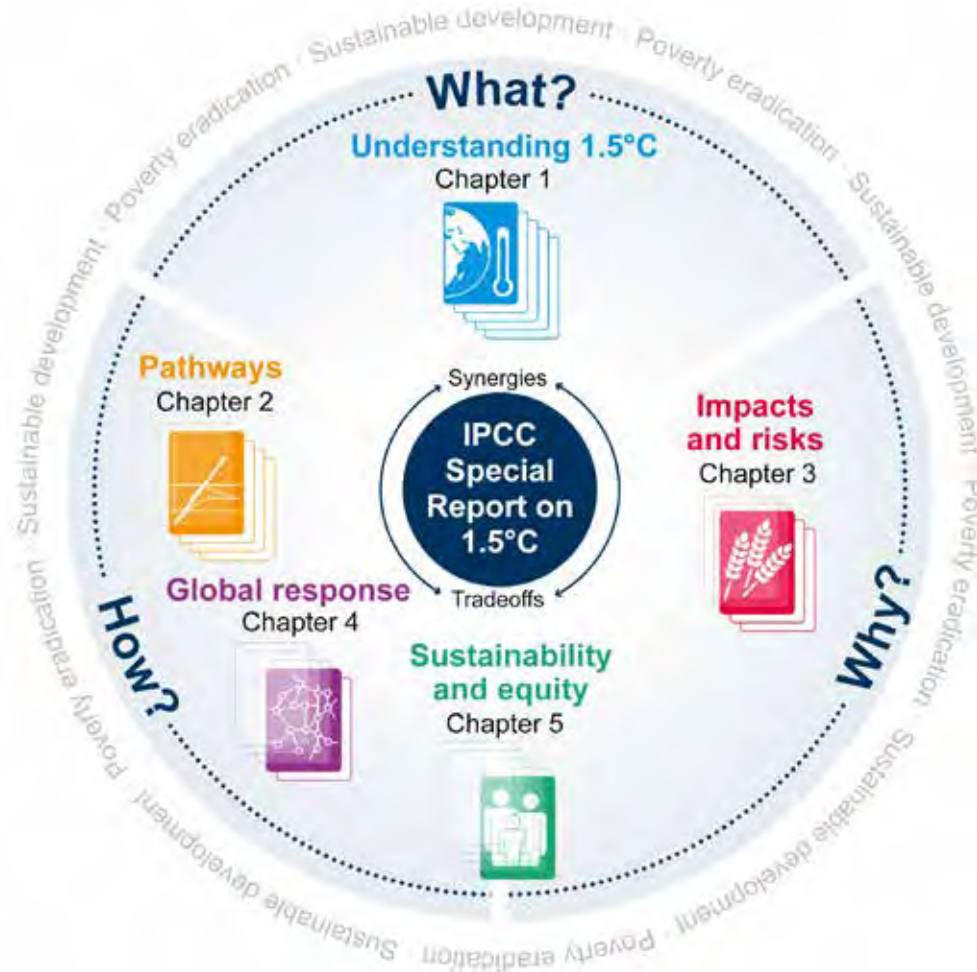 Sustainable development · Poverty eradication · Sustainable development · Poverty eradication · Sustainable development · Poverty eradication · Sustainable development · Poverty eradication · Sustainable development · Poverty eradication · Sustainable development · Poverty eradication ·
What?
Understanding 1.5°C
Chapter 1
Pathways
Chapter 2
Synergies
IPCC
Special
Report on
1.5°C
Tradeoffs
Impacts
and risks
Chapter 3
How?
Global response
Chapter 4
Sustainability
and equity
Chapter 5
Why?